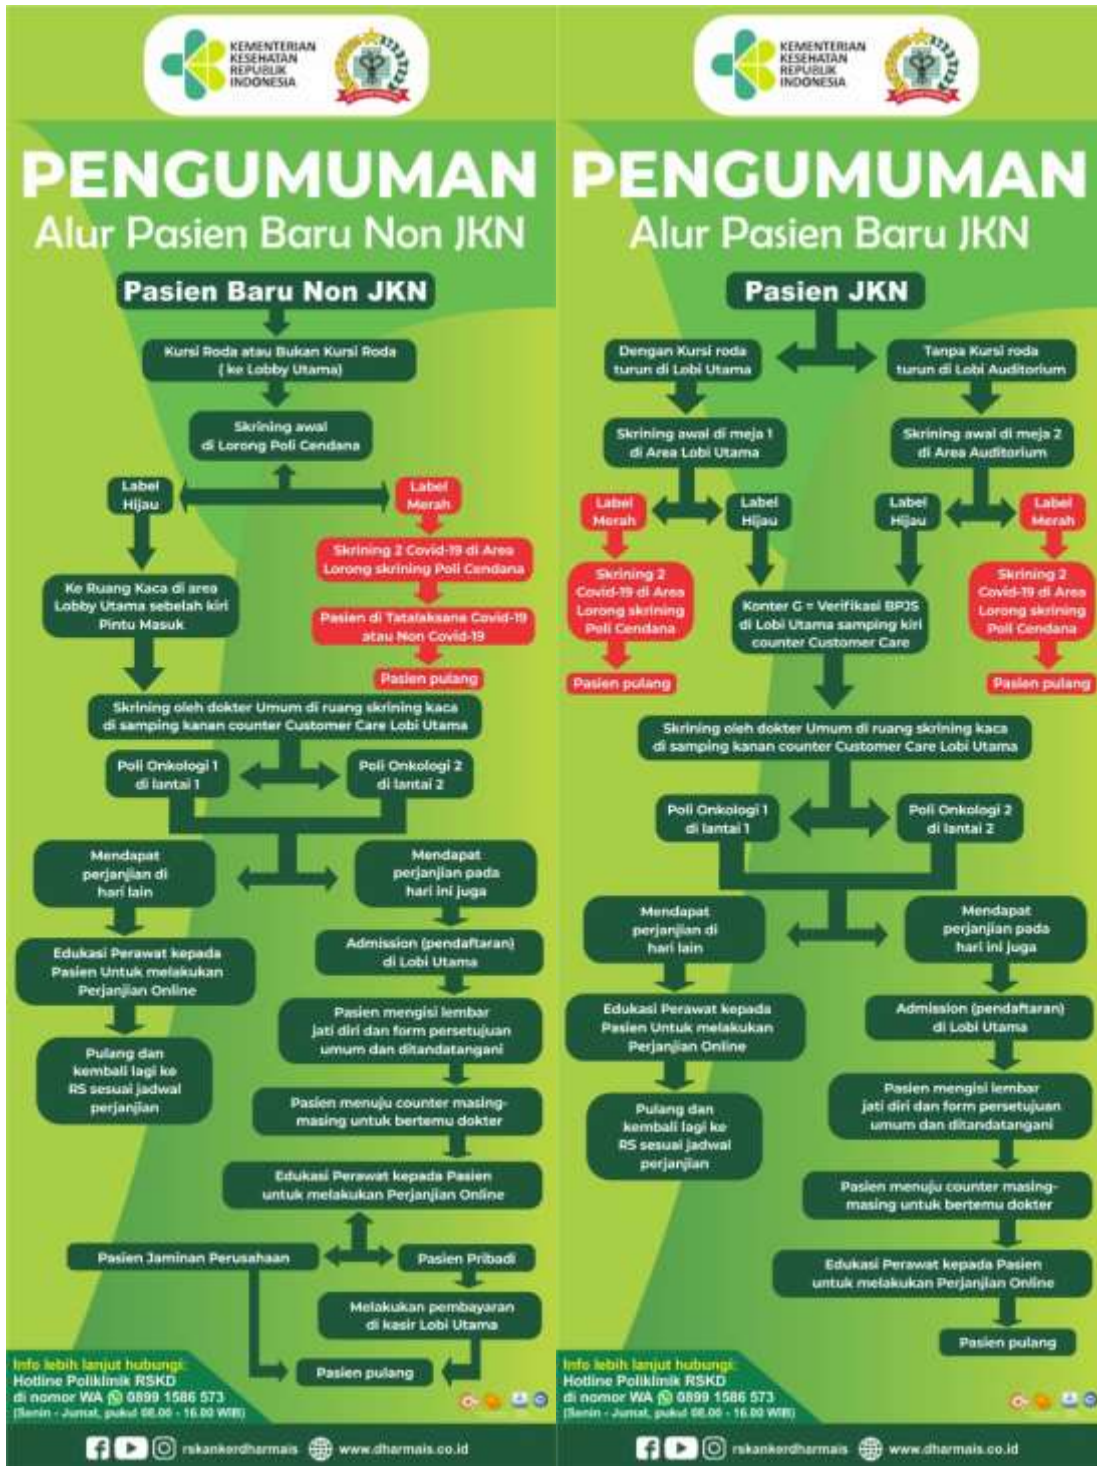 KEMENTERIAN
KESEHATAN
REPUBLIK
INDONESIA
PENGUMUMAN
Alur Pasien Baru Non JKN
Pasien Baru Non JKN
Kursi Roda atau Bukan Kursi Roda
( ke Lobby Utama)
Skrining awal
di Lorong Poli Cendana
Label
Hijau
Label
Merah
Skrining 2 Covid-19 di Area
Lorong skrining Poli Cendana
Ke Ruang Kaca di area
Lobby Utama sebelah kiri
Pintu Masuk
Pasien di Tatalaksana Covid-19
atau Non Covid-19
Pasien pulang
Skrining oleh dokter Umum di ruang skrining kaca
di samping kanan counter Customer Care Lobi Utama
Poli Onkologi 1
di lantai 1
Poli Onkologi 2
di lantai 2
Mendapat
perjanjian di
hari lain
Mendapat
perjanjian pada
hari ini juga
Edukasi Perawat kepada
Pasien Untuk melakukan
Perjanjian Online
Admission (pendaftaran)
di Lobi Utama
Pasien mengisi lembar
jati diri dan form persetujuan
umum dan ditandatangani
Pulang dan
kembali lagi ke
RS sesuai jadwal
perjanjian
Pasien menuju counter masing-
masing untuk bertemu dokter
Edukasi Perawat kepada Pasien
untuk melakukan Perjanjian Online
Pasien Jaminan Perusahaan
Pasien Pribadi
Melakukan pembayaran
di kasir Lobi Utama
Pasien pulang
Info lebih lanjut hubungi:
Hotline Poliklinik RSKD
di nomor WA 0899 1586 573
(Senin - Jumat, pukul 08.00 - 16.00 WIB)
rskankerdharmais www.dharmais.co.id
KEMENTERIAN
KESEHATAN
REPUBLIK
INDONESIA
PENGUMUMAN
Alur Pasien Baru JKN
Pasien JKN
Dengan Kursi roda
turun di Lobi Utama
Tanpa Kursi roda
turun di Lobi Auditorium
Skrining awal di meja 1
di Area Lobi Utama
Skrining awal di meja 2
di Area Auditorium
Label
Merah
Label
Hijau
Label
Hijau
Label
Merah
Skrining 2
Covid-19 di Area
Lorong skrining
Poli Cendana
Konter G = Verifikasi BPJS
di Lobi Utama samping kiri
counter Customer Care
Skrining 2
Covid-19 di Area
Lorong skrining
Poli Cendana
Pasien pulang
Pasien pulang
Skrining oleh dokter Umum di ruang skrining kaca
di samping kanan counter Customer Care Lobi Utama
Poli Onkologi 1
di lantai 1
Poli Onkologi 2
di lantai 2
Mendapat
perjanjian di
hari lain
Mendapat
perjanjian pada
hari ini juga
Edukasi Perawat kepada
Pasien Untuk melakukan
Perjanjian Online
Admission (pendaftaran)
di Lobi Utama
Pasien mengisi lembar
jati diri dan form persetujuan
umum dan ditandatangani
Pulang dan
kembali lagi ke
RS sesuai jadwal
perjanjian
Pasien menuju counter masing-
masing untuk bertemu dokter
Edukasi Perawat kepada Pasien
untuk melakukan Perjanjian Online
Pasien pulang
Info lebih lanjut hubungi:
Hotline Poliklinik RSKD
di nomor WA 0899 1586 573
(Senin - Jumat, pukul 08.00 - 16.00 WIB)
rskankerdharmais www.dharmais.co.id